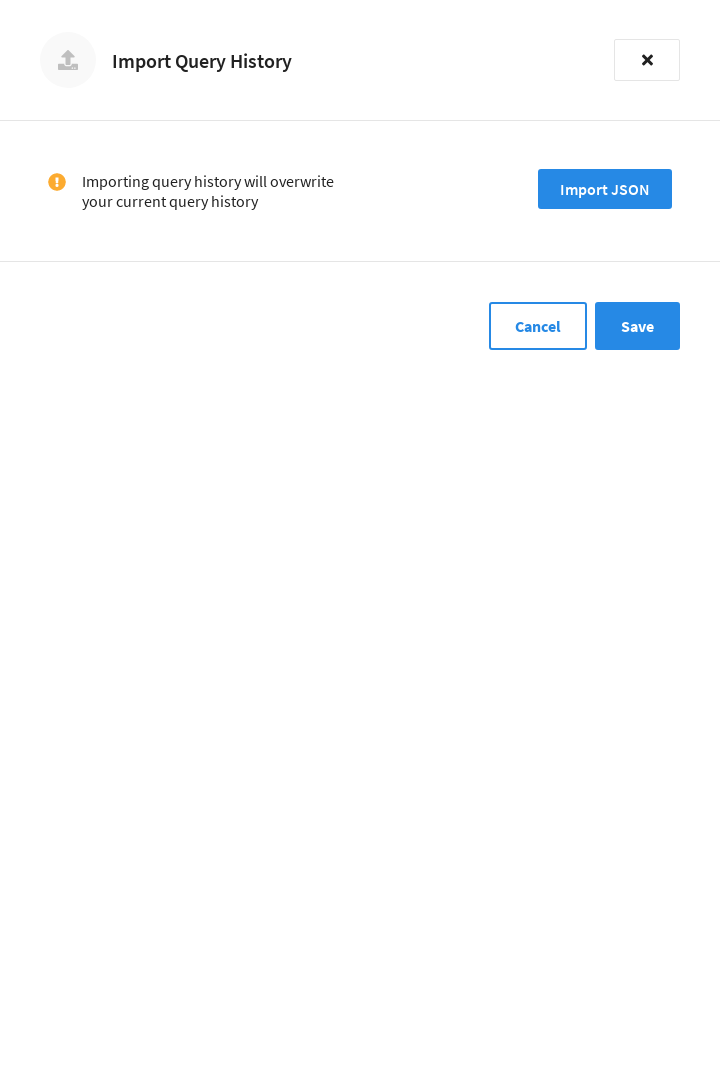 Import Query History
Importing query history will overwrite
your current query history
Import JSON
Cancel
Save